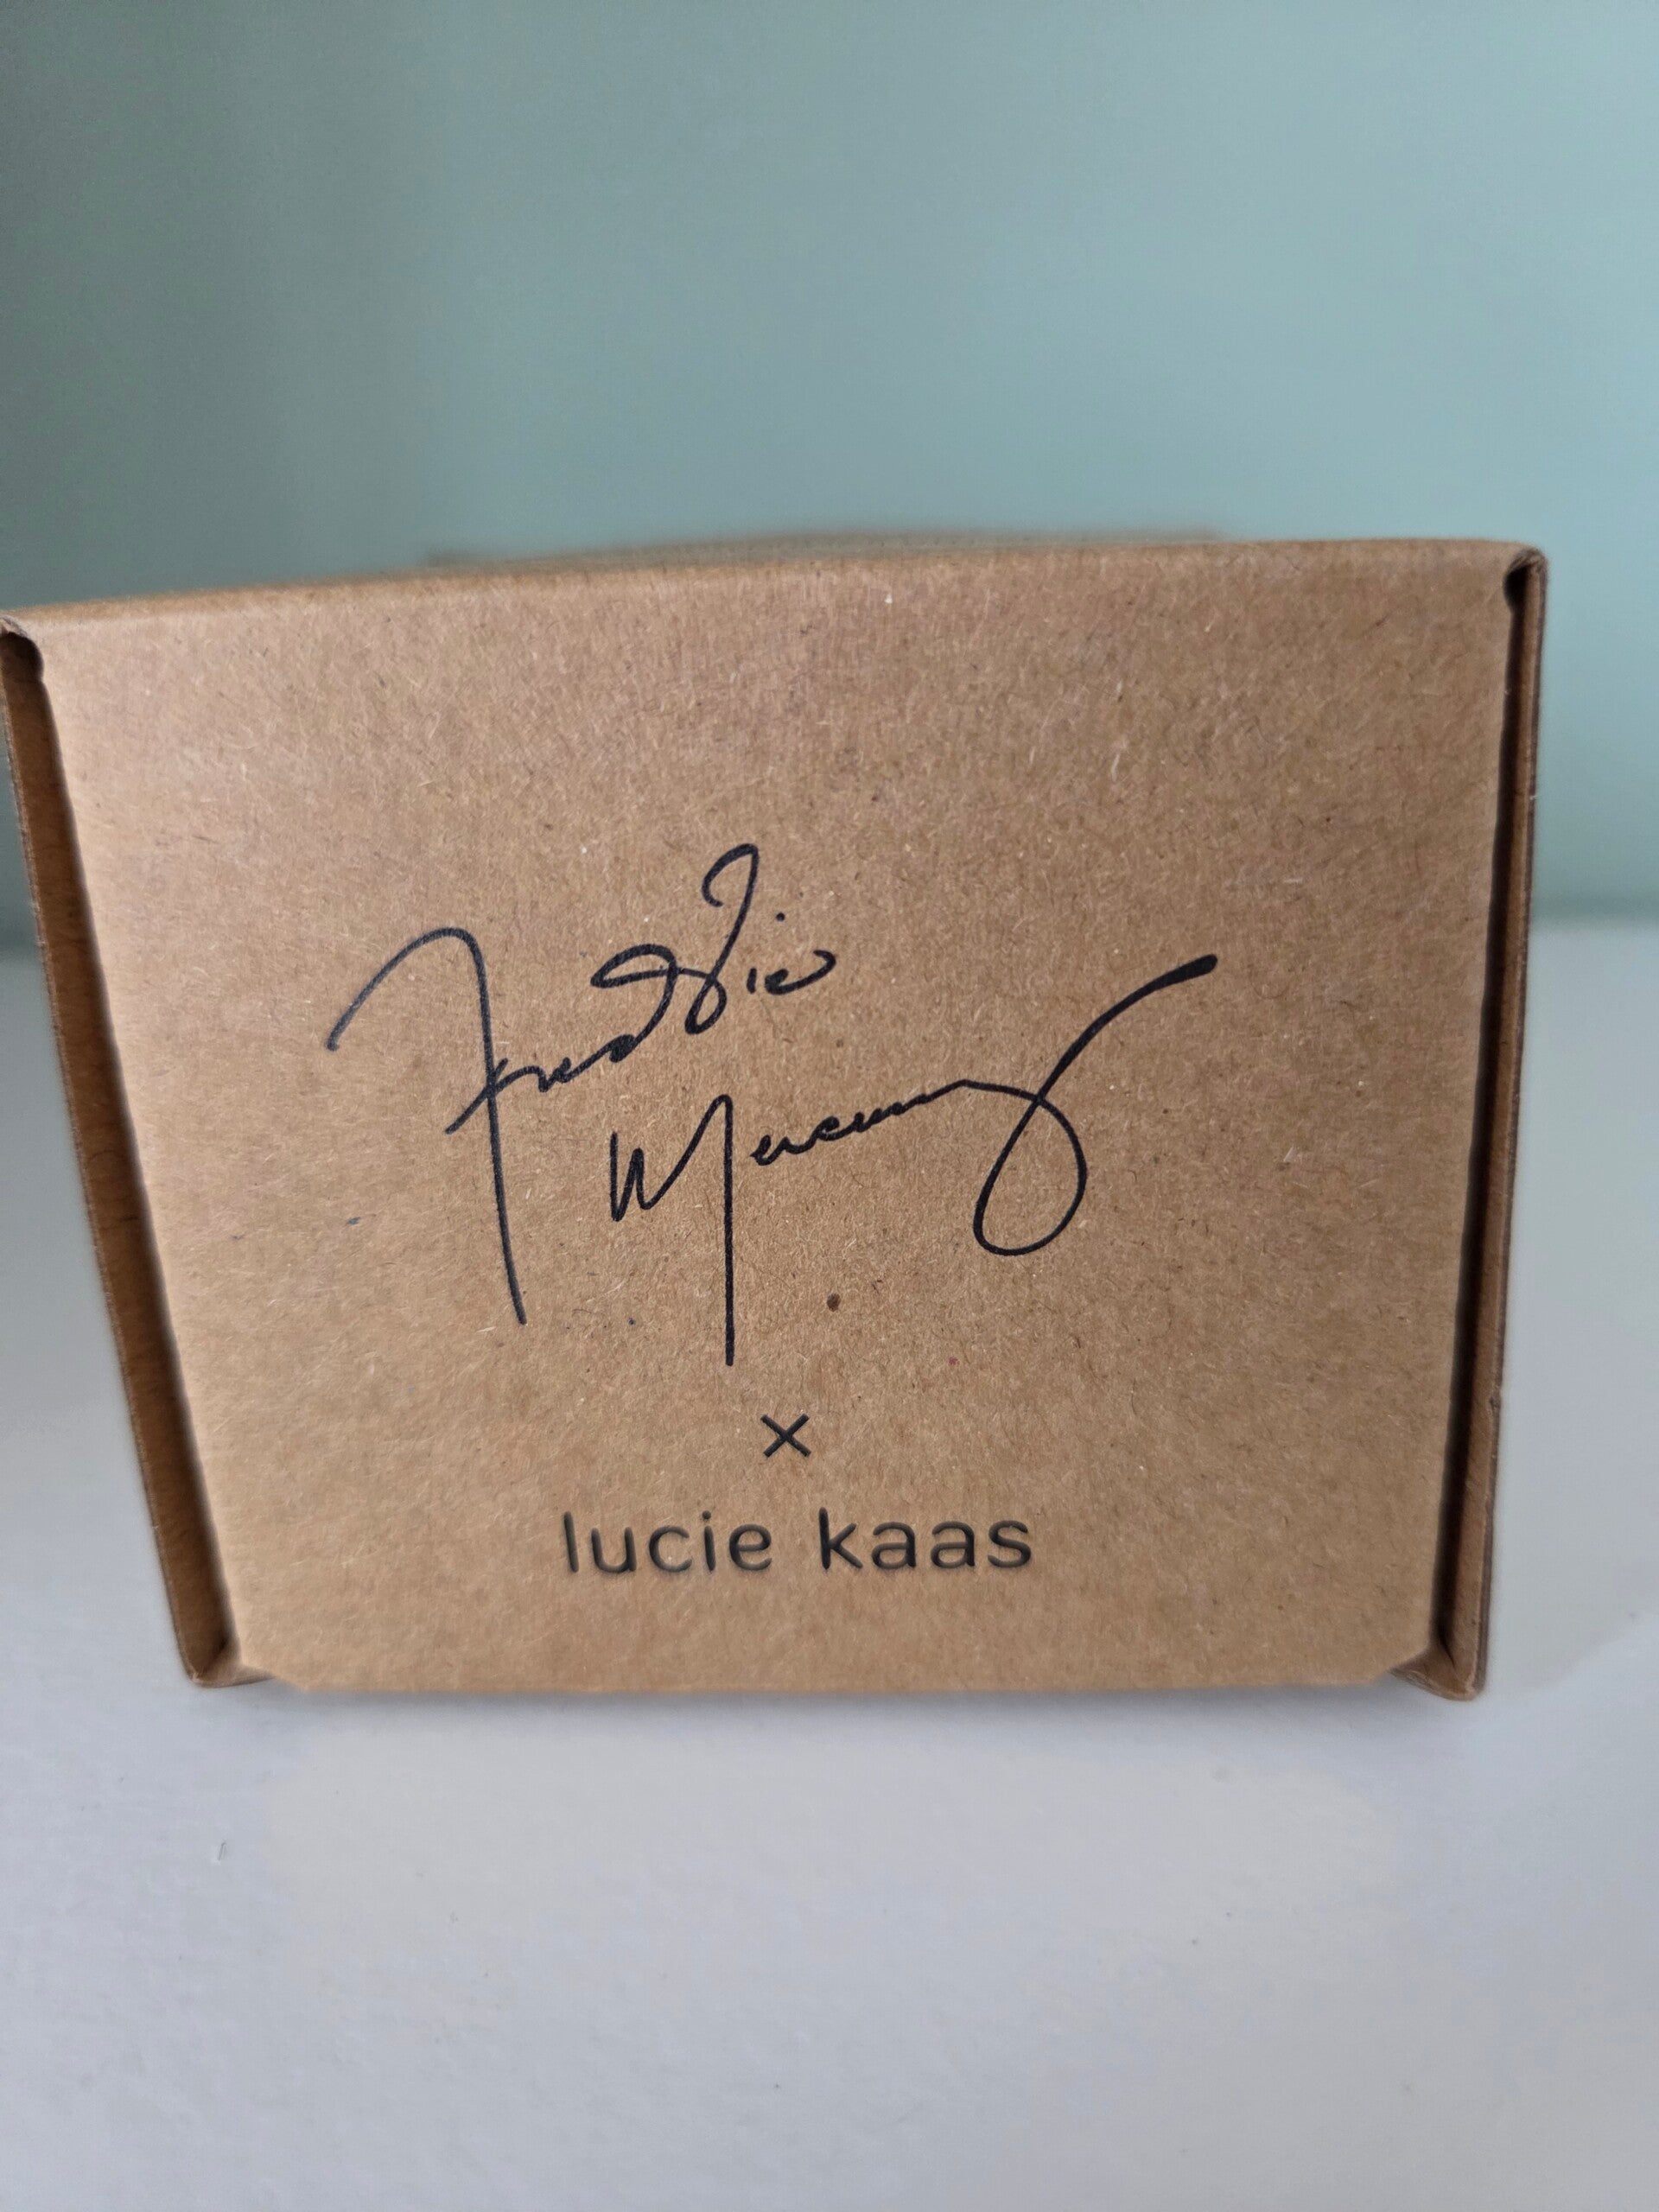 Freddie
Mercury
×
lucie kaas